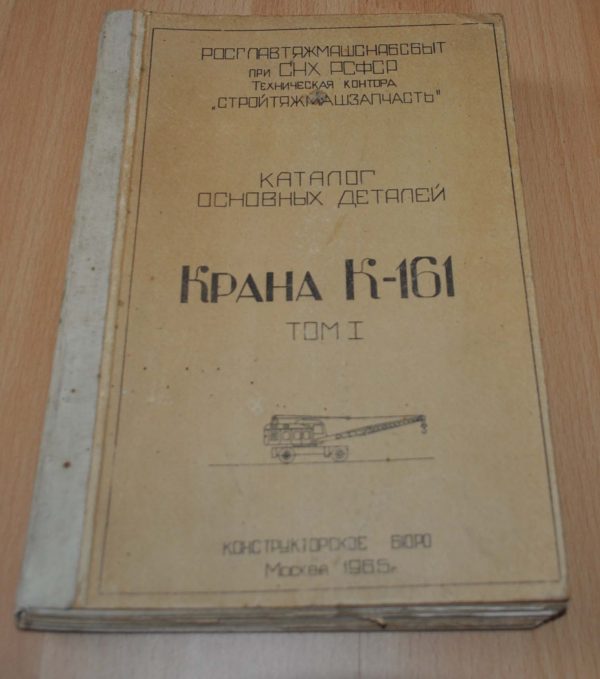 РОСГЛАВТЯЖМАШСНАБСБЫТ
ПРИ СНХ РСФСР
ТЕХНИЧЕСКАЯ КОНТОРА
„СТРОЙТЯЖМАШЗАПЧАСТЬ"
КАТАЛОГ
ОСНОВНЫХ ДЕТАЛЕЙ
КРАНА К-161
ТОМ I
КОНСТРУКТОРСКОЕ БЮРО
МОСКВА 1965г.